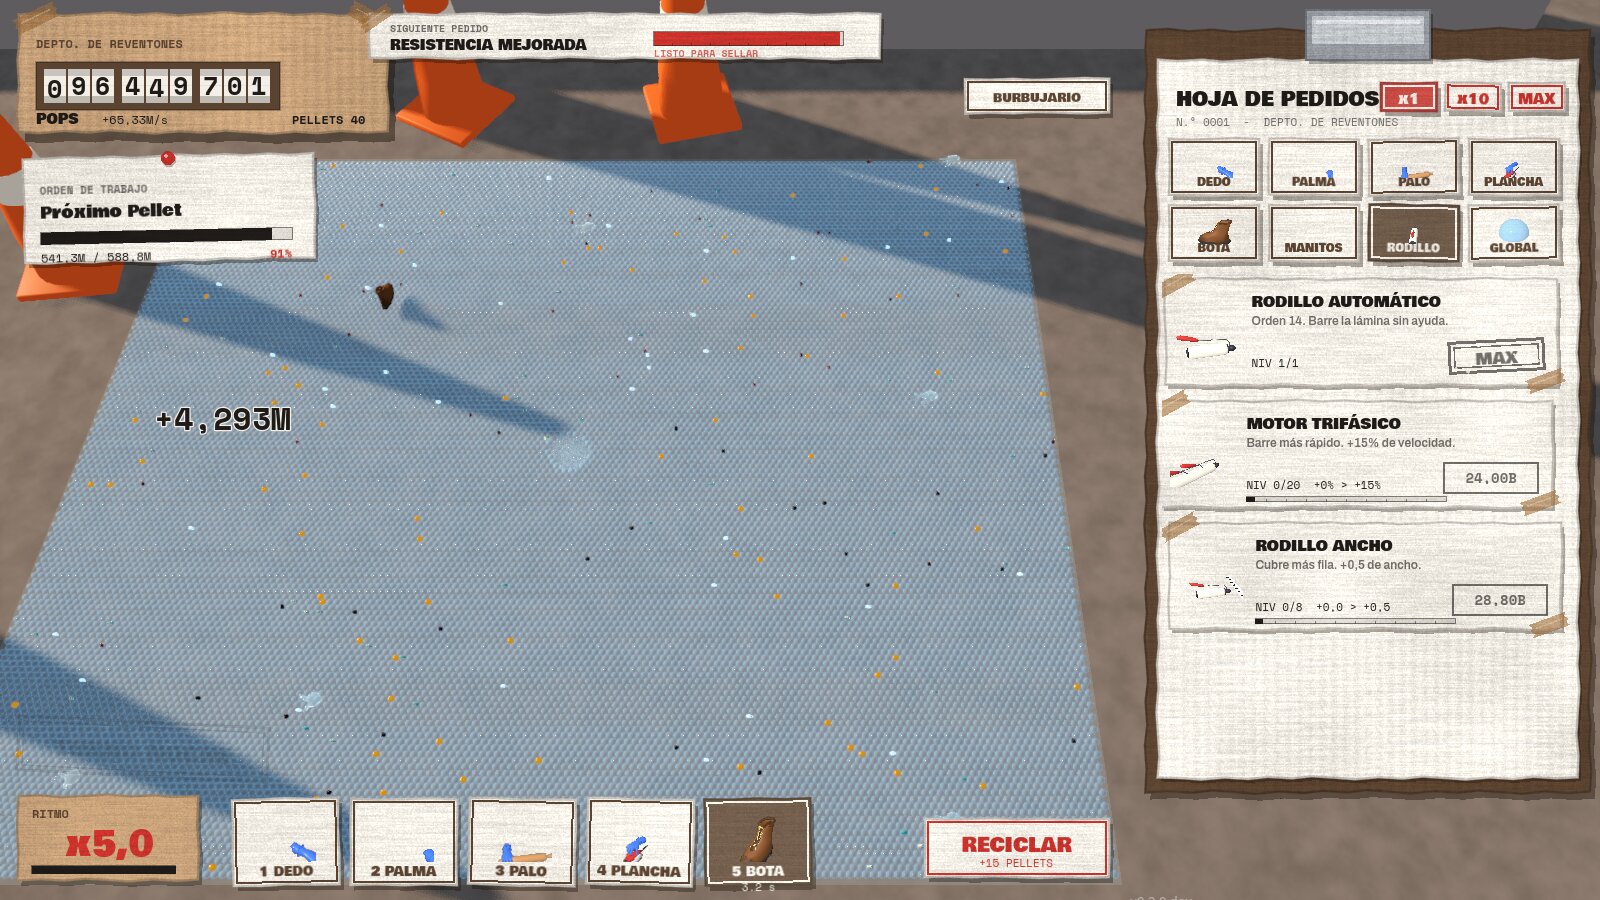 DEPTO. DE REVENTONES
096 449 701
POPS +65,33M/s PELLETS 40
SIGUIENTE PEDIDO
RESISTENCIA MEJORADA
LISTO PARA SELLAR
BURBUJARIO
ORDEN DE TRABAJO
Próximo Pellet
541,3M / 588,8M 91%
+4,293M
HOJA DE PEDIDOS x1 x10 MAX
N.º 0001 - DEPTO. DE REVENTONES
DEDO PALMA PALO PLANCHA
BOTA MANITOS RODILLO GLOBAL
RODILLO AUTOMÁTICO
Orden 14. Barre la lámina sin ayuda.
NIV 1/1 MAX
MOTOR TRIFÁSICO
Barre más rápido. +15% de velocidad.
NIV 0/20 +0% > +15% 24,00B
RODILLO ANCHO
Cubre más fila. +0,5 de ancho.
NIV 0/8 +0.0 > +0.5 28,80B
RITMO
x5,0
1 DEDO 2 PALMA 3 PALO 4 PLANCHA 5 BOTA
3.2 s
RECICLAR
+15 PELLETS